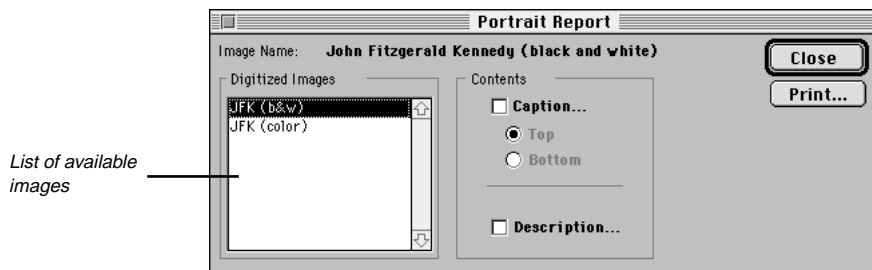 Portrait Report
Image Name: John Fitzgerald Kennedy (black and white)
Close
Print...
Digitized Images
JFK (b&w)
JFK (color)
Contents
Caption...
Top
Bottom
Description...
List of available
images